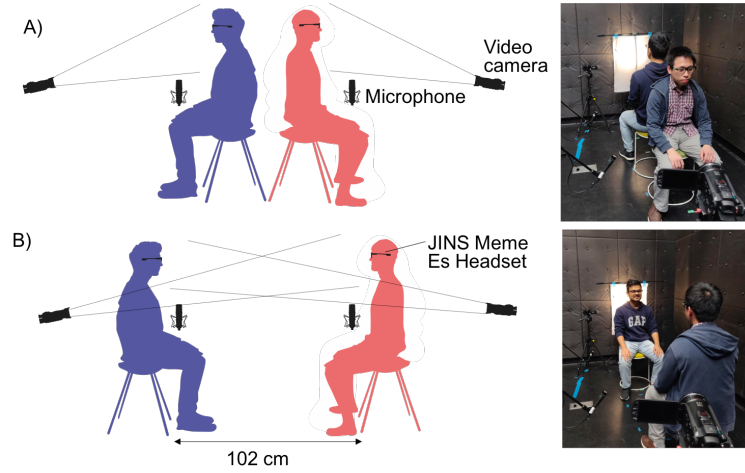 A)
Video
camera
Microphone
B)
JINS Meme
Es Headset
GAP
102 cm